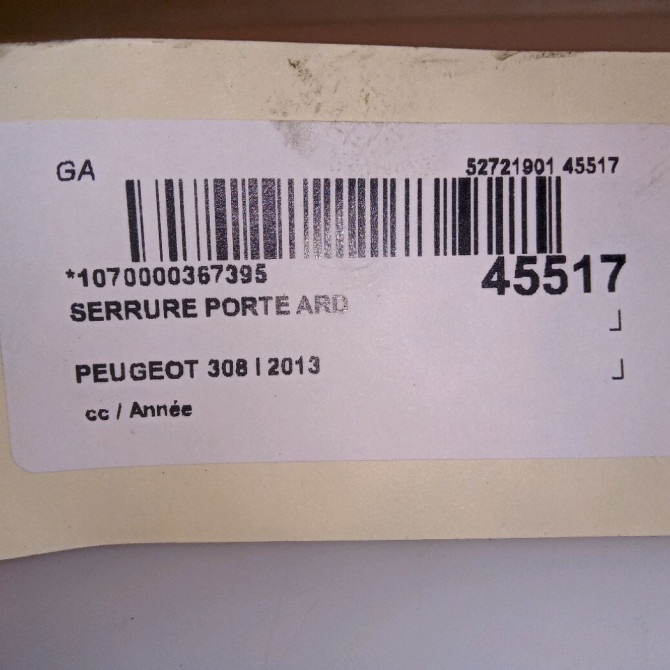 GA
52721901 45517
*1070000367395
45517
SERRURE PORTE ARD
PEUGEOT 308 I 2013
cc / Année